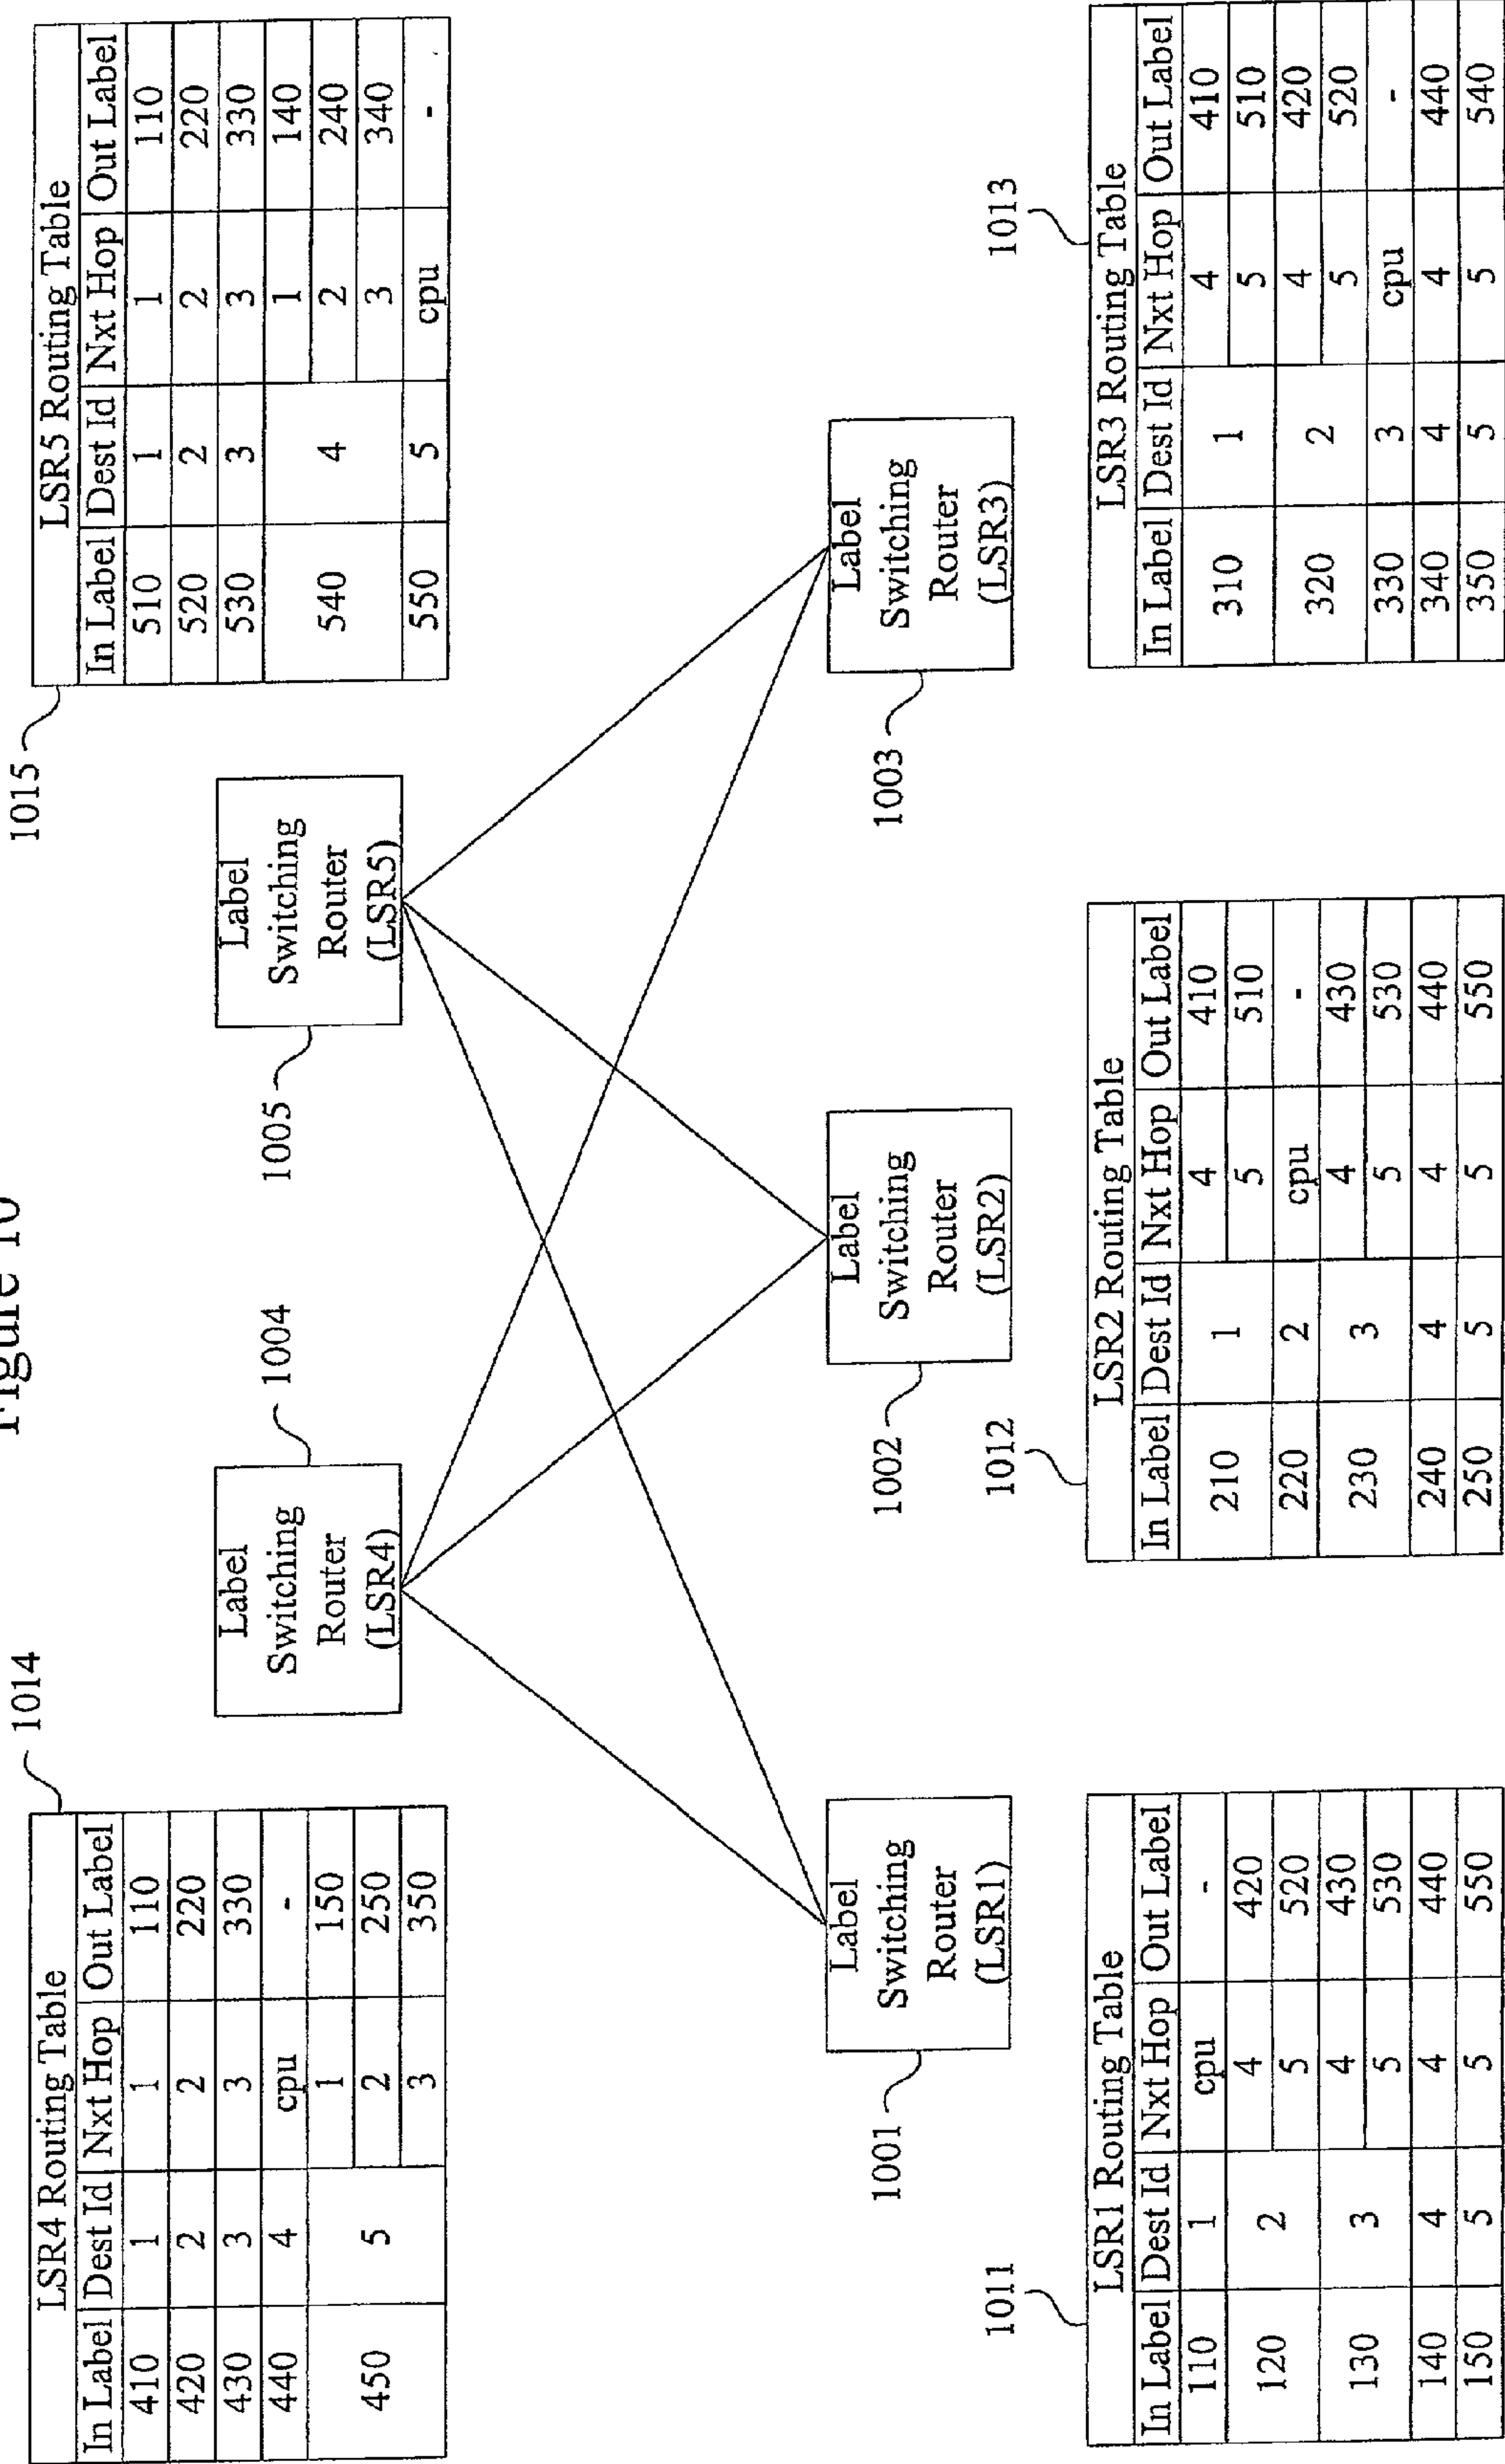 Figure 10
1014
LSR4 Routing Table
In Label Dest Id Nxt Hop Out Label
410 1 1 110
420 2 2 220
430 3 3 330
440 4 cpu -
450 5 1 150
2 250
3 350
1015
LSR5 Routing Table
In Label Dest Id Nxt Hop Out Label
510 1 1 110
520 2 2 220
530 3 3 330
540 4 1 140
2 240
3 340
550 5 cpu -
1004
Label
Switching
Router
(LSR4)
1005
Label
Switching
Router
(LSR5)
1001
Label
Switching
Router
(LSR1)
1002
Label
Switching
Router
(LSR2)
1003
Label
Switching
Router
(LSR3)
1011
LSR1 Routing Table
In Label Dest Id Nxt Hop Out Label
110 1 cpu -
120 2 4 420
5 520
130 3 4 430
5 530
140 4 4 440
150 5 5 550
1012
LSR2 Routing Table
In Label Dest Id Nxt Hop Out Label
210 1 4 410
5 510
220 2 cpu -
230 3 4 430
5 530
240 4 4 440
250 5 5 550
1013
LSR3 Routing Table
In Label Dest Id Nxt Hop Out Label
310 1 4 410
5 510
320 2 4 420
5 520
330 3 cpu -
340 4 4 440
350 5 5 540